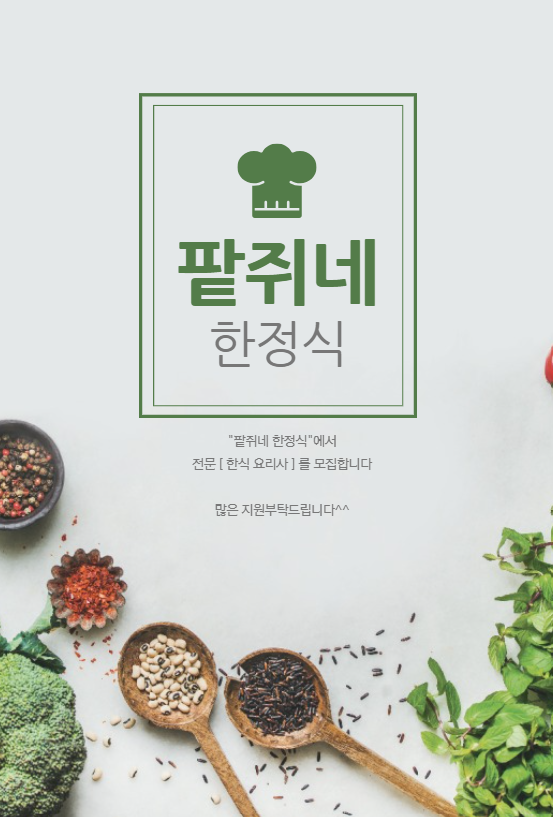 팥쥐네
한정식
"팥쥐네 한정식"에서
전문 [ 한식 요리사 ] 를 모집합니다
많은 지원부탁드립니다^^